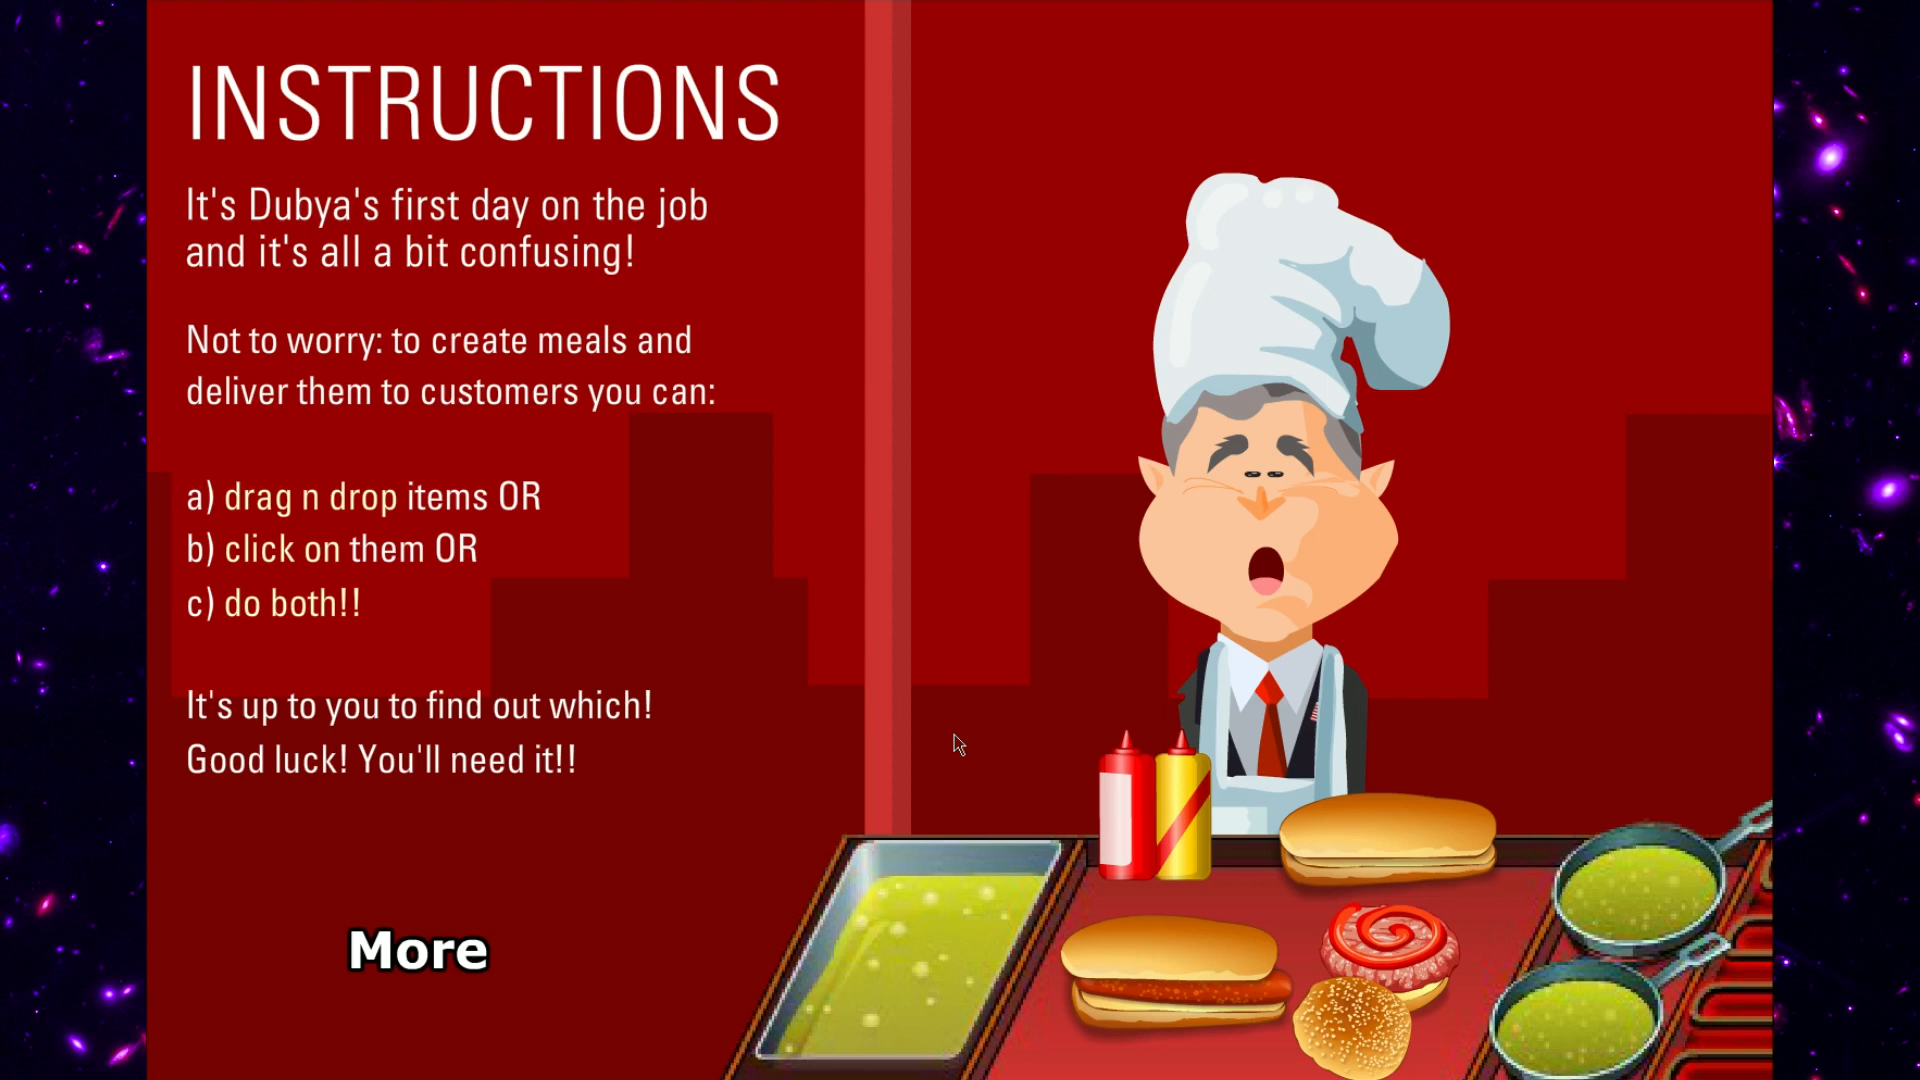 INSTRUCTIONS
It's Dubya's first day on the job
and it's all a bit confusing!
Not to worry: to create meals and
deliver them to customers you can:
a) drag n drop items OR
b) click on them OR
c) do both!!
It's up to you to find out which!
Good luck! You'll need it!!
More